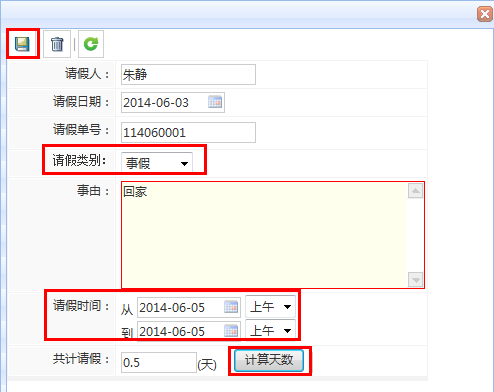 请假人： 朱静
请假日期： 2014-06-03
请假单号： 114060001
请假类别： 事假
事由： 回家
请假时间： 从 2014-06-05 上午
到 2014-06-05 上午
共计请假： 0.5 (天) 计算天数